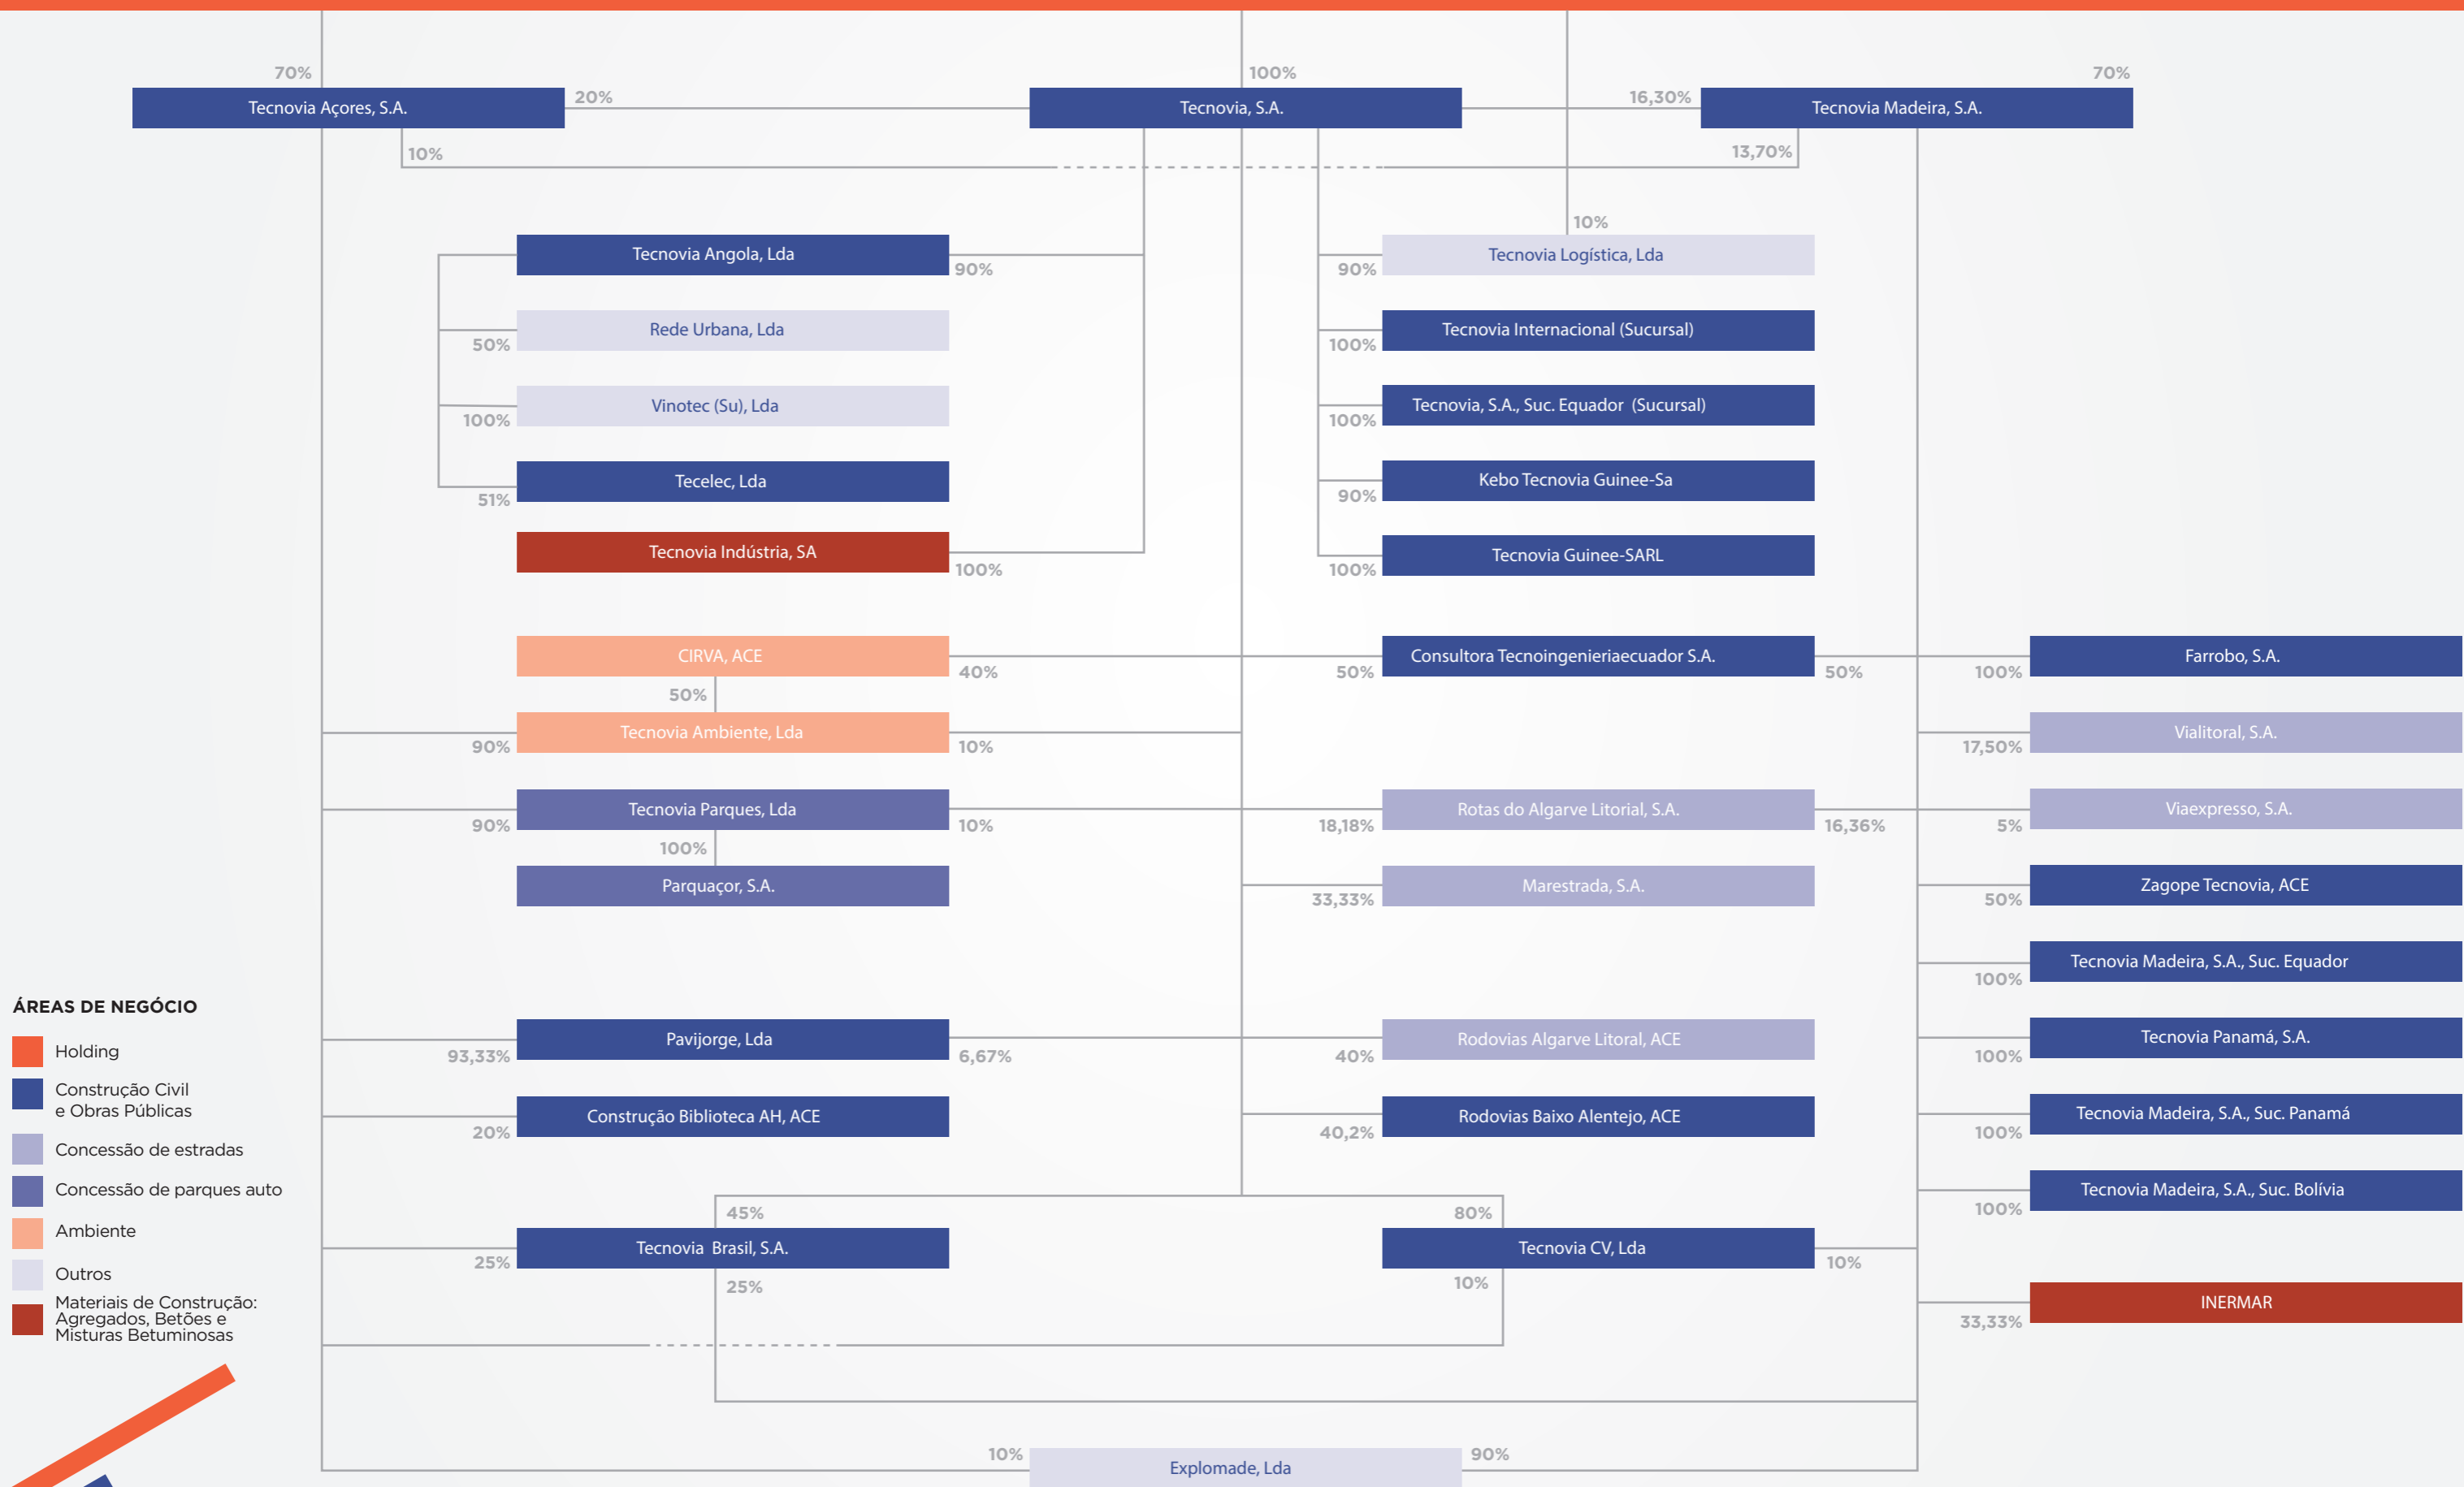 70%
100%
70%
Tecnovia Açores, S.A.
20%
Tecnovia, S.A.
16,30%
Tecnovia Madeira, S.A.
10%
13,70%
10%
Tecnovia Angola, Lda
90%
90%
Tecnovia Logística, Lda
Rede Urbana, Lda
50%
100%
Tecnovia Internacional (Sucursal)
Vinotec (Su), Lda
100%
100%
Tecnovia, S.A., Suc. Equador (Sucursal)
Tecelec, Lda
51%
90%
Kebo Tecnovia Guinee-Sa
Tecnovia Indústria, SA
100%
100%
Tecnovia Guinee-SARL
CIRVA, ACE
40%
50%
Consultora Tecnoingenieriaecuador S.A.
50%
100%
Farrobo, S.A.
50%
90%
Tecnovia Ambiente, Lda
10%
17,50%
Vialitoral, S.A.
90%
Tecnovia Parques, Lda
10%
18,18%
Rotas do Algarve Litorial, S.A.
16,36%
5%
Viaexpresso, S.A.
100%
Parquaçor, S.A.
33,33%
Marestrada, S.A.
50%
Zagope Tecnovia, ACE
100%
Tecnovia Madeira, S.A., Suc. Equador
93,33%
Pavijorge, Lda
6,67%
40%
Rodovias Algarve Litoral, ACE
100%
Tecnovia Panamá, S.A.
20%
Construção Biblioteca AH, ACE
40,2%
Rodovias Baixo Alentejo, ACE
100%
Tecnovia Madeira, S.A., Suc. Panamá
100%
Tecnovia Madeira, S.A., Suc. Bolívia
45%
80%
25%
Tecnovia Brasil, S.A.
Tecnovia CV, Lda
10%
25%
10%
33,33%
INERMAR
10%
Explomade, Lda
90%
ÁREAS DE NEGÓCIO
Holding
Construção Civil
e Obras Públicas
Concessão de estradas
Concessão de parques auto
Ambiente
Outros
Materiais de Construção:
Agregados, Betões e
Misturas Betuminosas